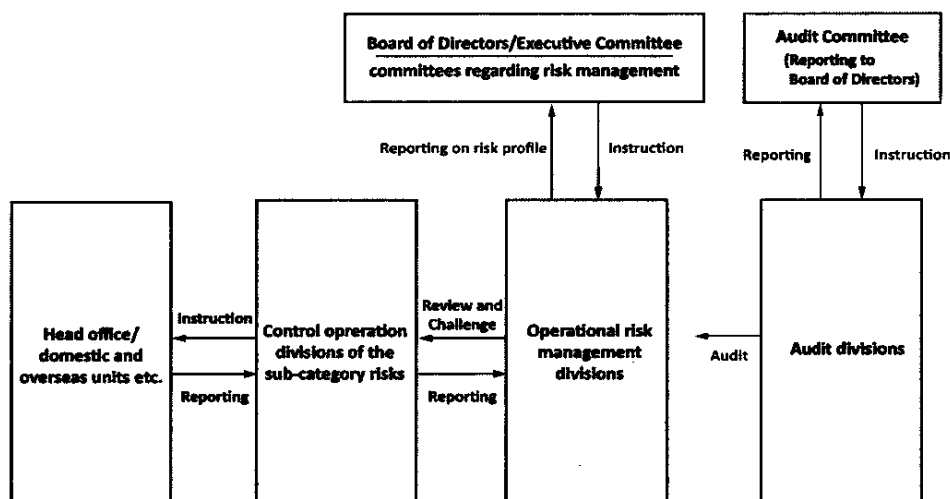 Board of Directors/Executive Committee
committees regarding risk management
Audit Committee
(Reporting to
Board of Directors)
Reporting on risk profile
Instruction
Reporting
Instruction
Head office/
domestic and
overseas units etc.
Instruction
Reporting
Control opreration
divisions of the
sub-category risks
Review and
Challenge
Reporting
Operational risk
management
divisions
Audit
Audit divisions